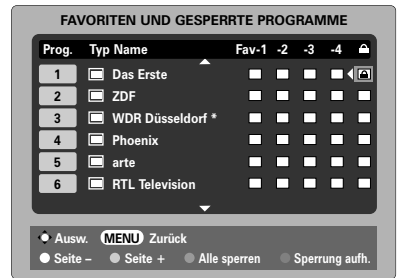 FAVORITEN UND GESPERRTE PROGRAMME
Prog. Typ Name Fav-1 -2 -3 -4
1 Das Erste
2 ZDF
3 WDR Düsseldorf *
4 Phoenix
5 arte
6 RTL Television
Ausw. MENU Zurück
Seite – Seite + Alle sperren Sperrung aufh.